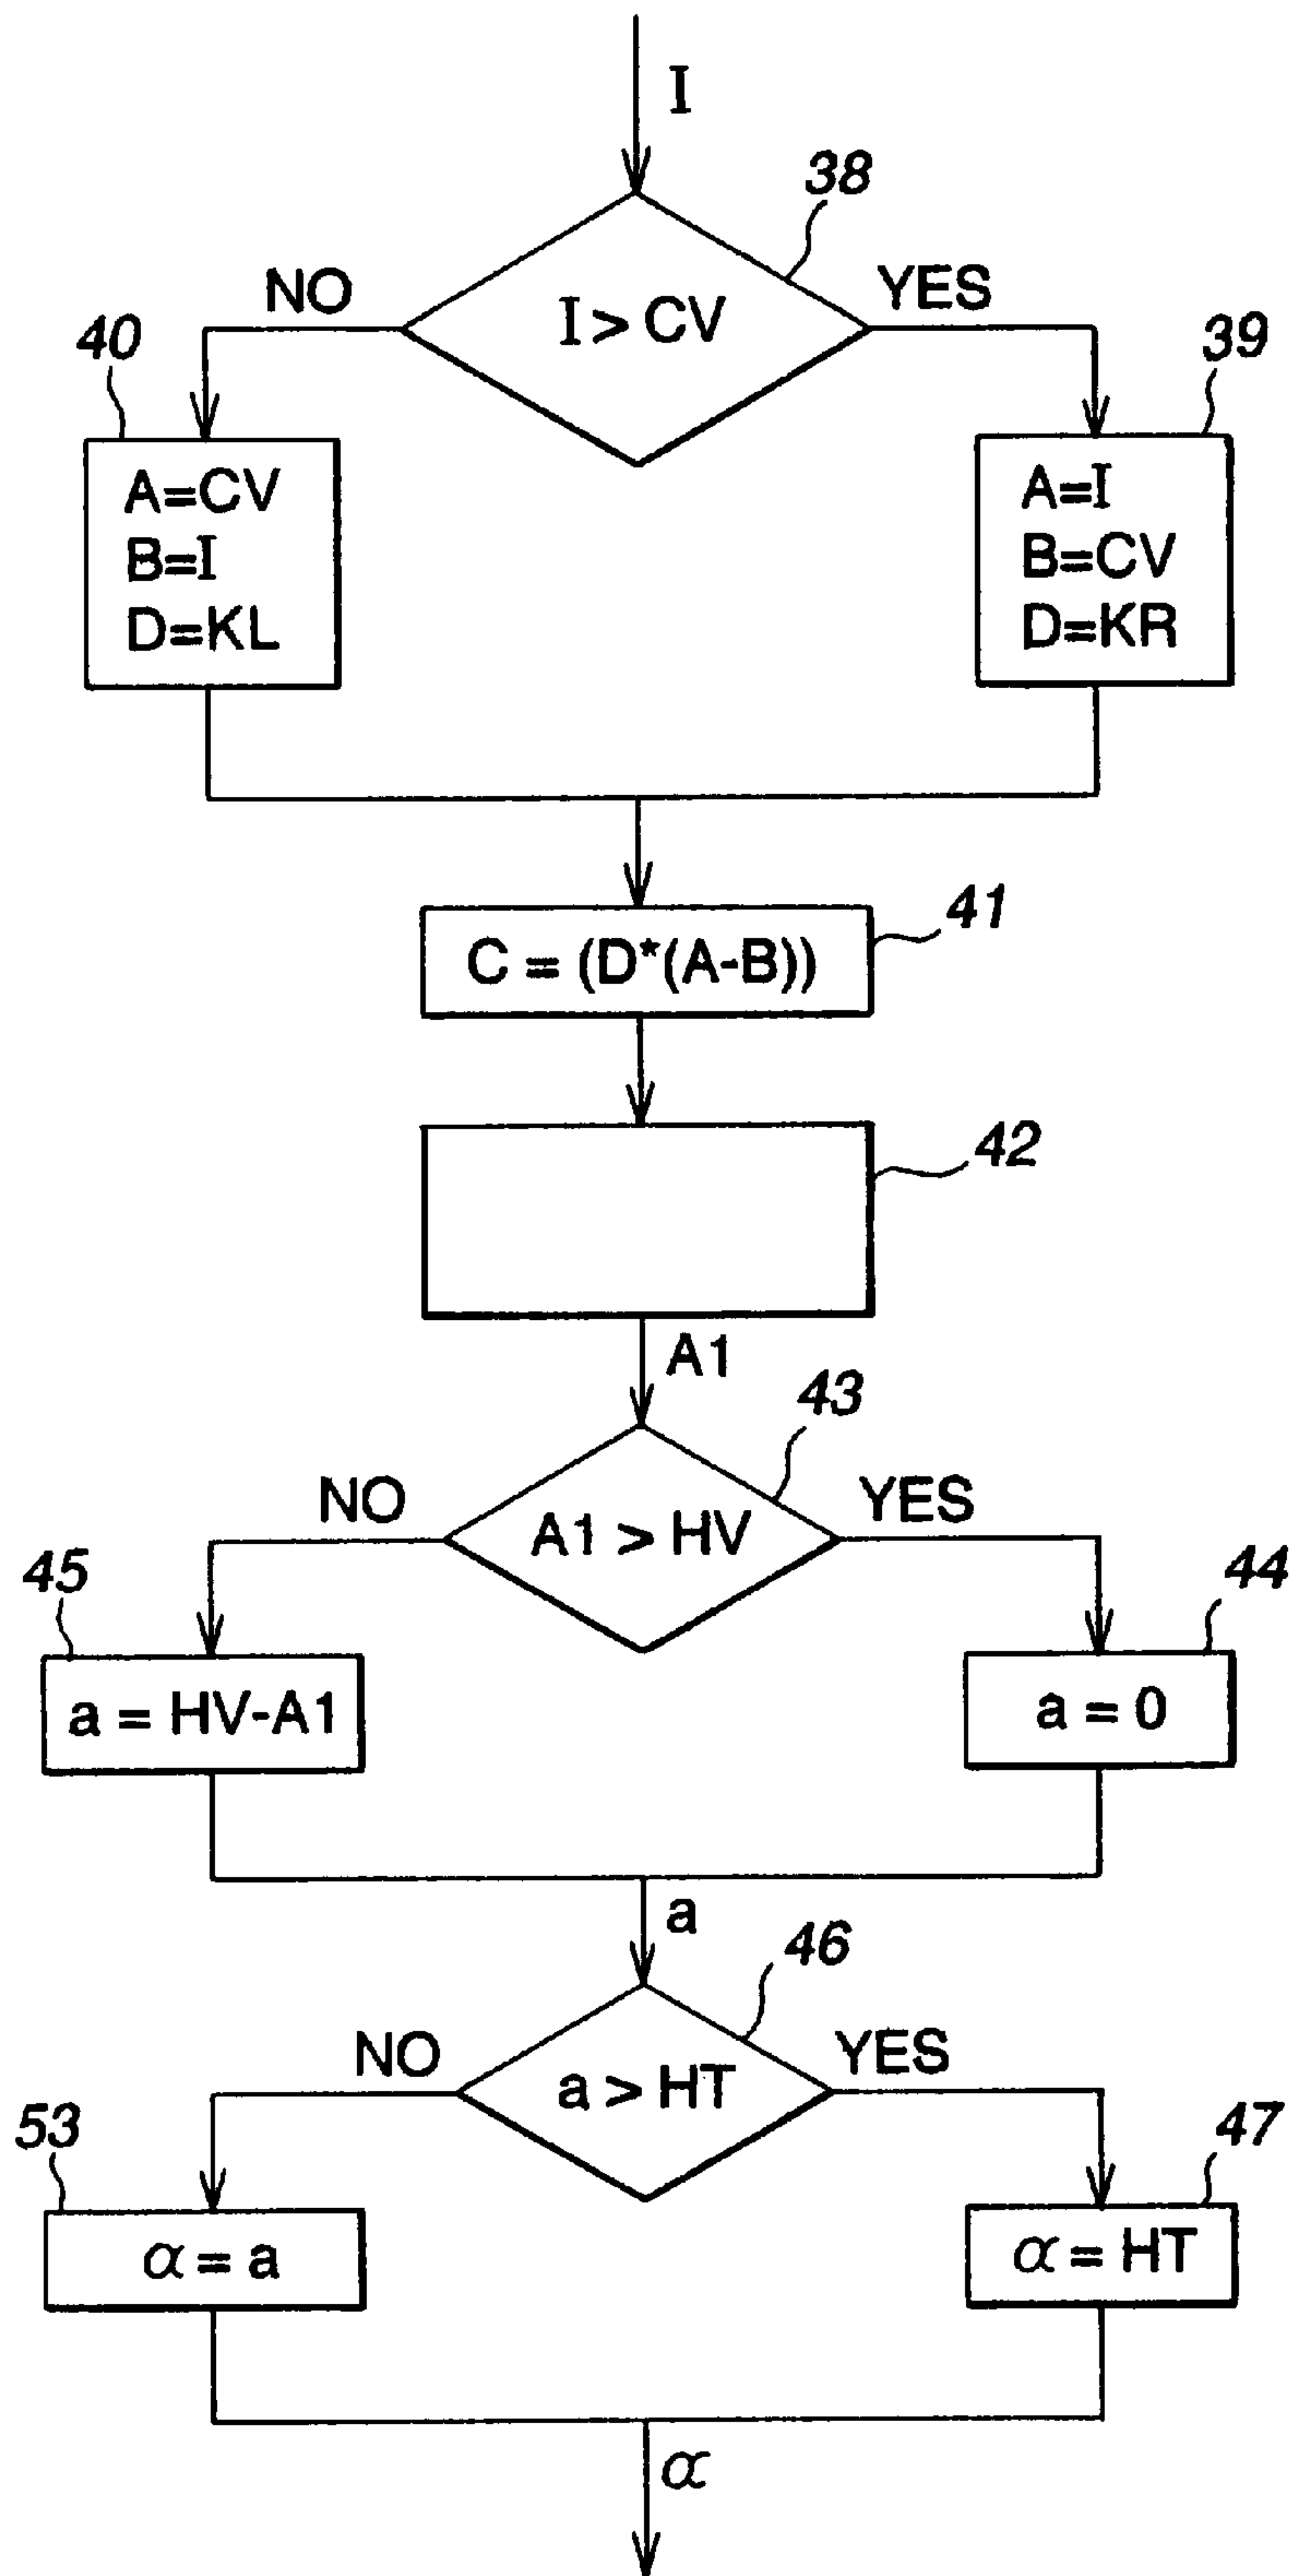 I
38
NO
I > CV
YES
40
39
A=CV
B=I
D=KL
A=I
B=CV
D=KR
41
C = (D*(A-B))
42
A1
43
NO
A1 > HV
YES
45
44
a = HV-A1
a = 0
a
46
NO
a > HT
YES
53
47
α = a
α = HT
α